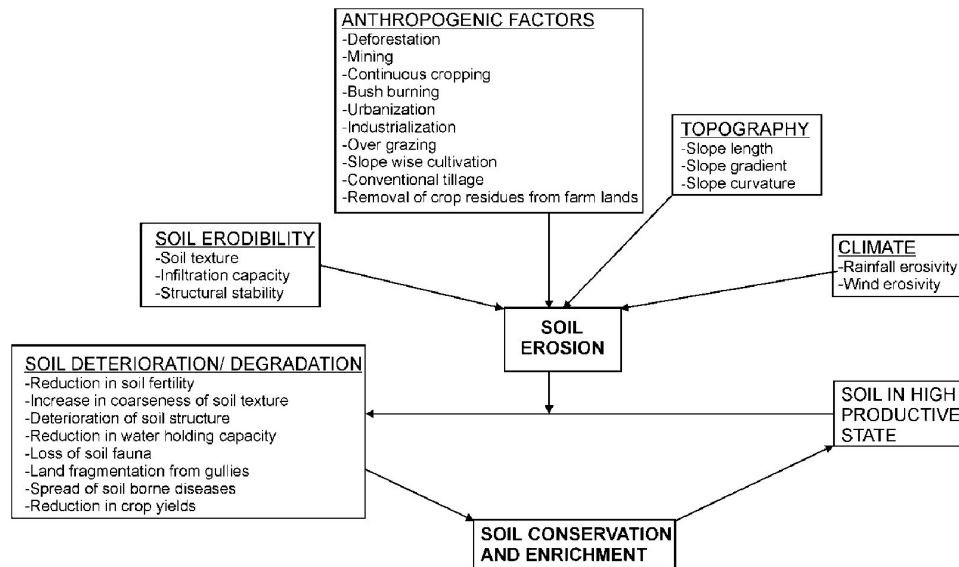 ANTHROPOGENIC FACTORS
-Deforestation
-Mining
-Continuous cropping
-Bush burning
-Urbanization
-Industrialization
-Over grazing
-Slope wise cultivation
-Conventional tillage
-Removal of crop residues from farm lands
TOPOGRAPHY
-Slope length
-Slope gradient
-Slope curvature
SOIL ERODIBILITY
-Soil texture
-Infiltration capacity
-Structural stability
CLIMATE
-Rainfall erosivity
-Wind erosivity
SOIL
EROSION
SOIL DETERIORATION/ DEGRADATION
-Reduction in soil fertility
-Increase in coarseness of soil texture
-Deterioration of soil structure
-Reduction in water holding capacity
-Loss of soil fauna
-Land fragmentation from gullies
-Spread of soil borne diseases
-Reduction in crop yields
SOIL IN HIGH
PRODUCTIVE
STATE
SOIL CONSERVATION
AND ENRICHMENT